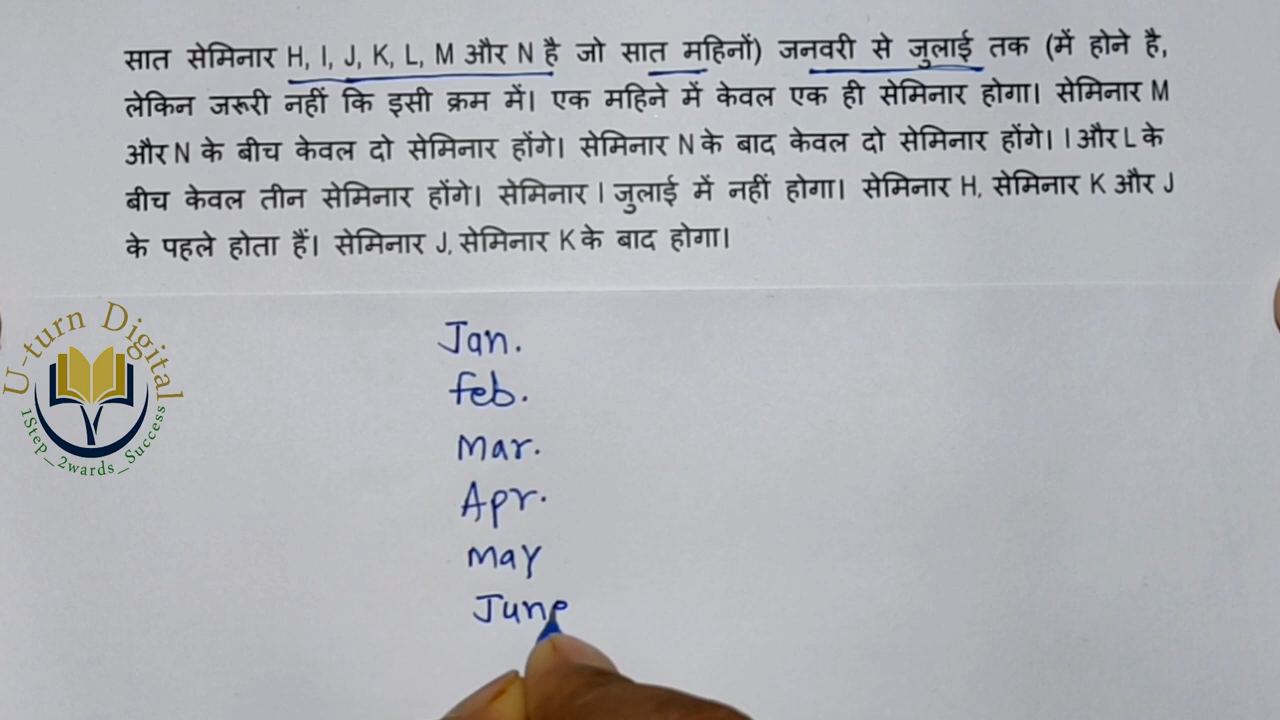 सात सेमिनार H, I, J, K, L, M और N है जो सात महिनों) जनवरी से जुलाई तक (में होने है,
लेकिन जरूरी नहीं कि इसी क्रम में। एक महिने में केवल एक ही सेमिनार होगा। सेमिनार M
और N के बीच केवल दो सेमिनार होंगे। सेमिनार N के बाद केवल दो सेमिनार होंगे। I और L के
बीच केवल तीन सेमिनार होंगे। सेमिनार I जुलाई में नहीं होगा। सेमिनार H, सेमिनार K और J
के पहले होता हैं। सेमिनार J, सेमिनार K के बाद होगा।
U-turn Digital
1Step_2wards_Success
Jan.
feb.
Mar.
Apr.
May
June